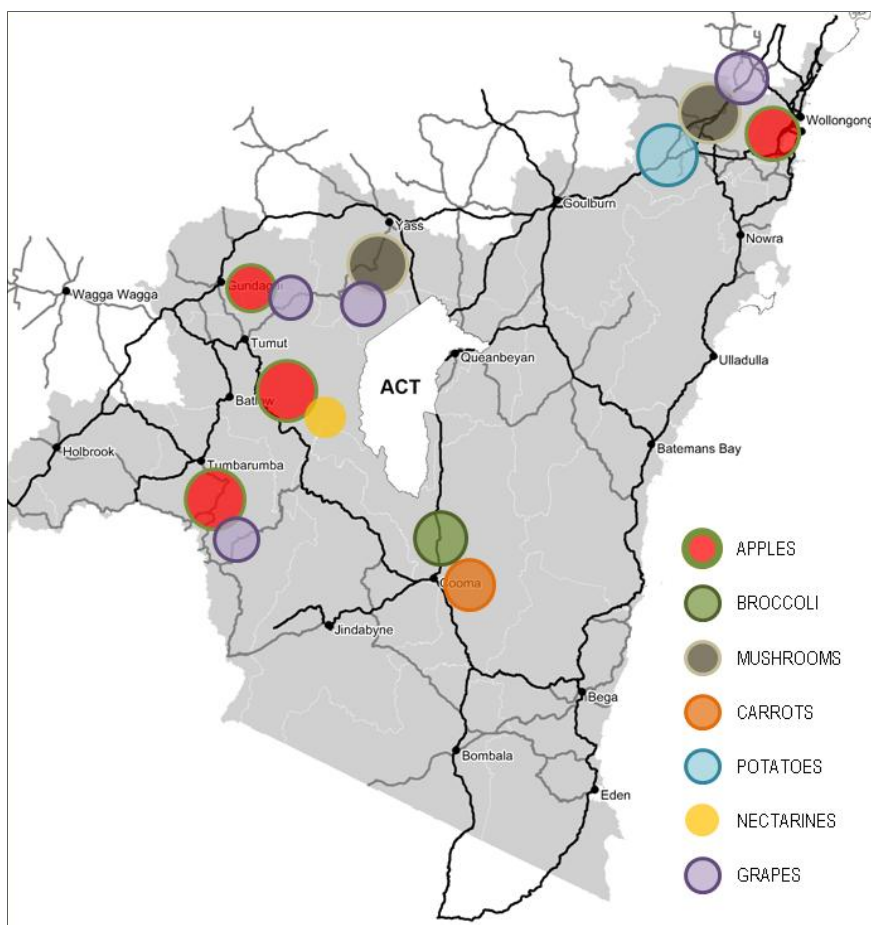 Wollongong
Goulburn
Yass
Nowra
Gundagai
Wagga Wagga
Tumut
Queanbeyan
Ulladulla
ACT
Batlow
Batemans Bay
Holbrook
Tumbarumba
APPLES
Cooma
BROCCOLI
Jindabyne
MUSHROOMS
Bega
CARROTS
Bombala
POTATOES
Eden
NECTARINES
GRAPES